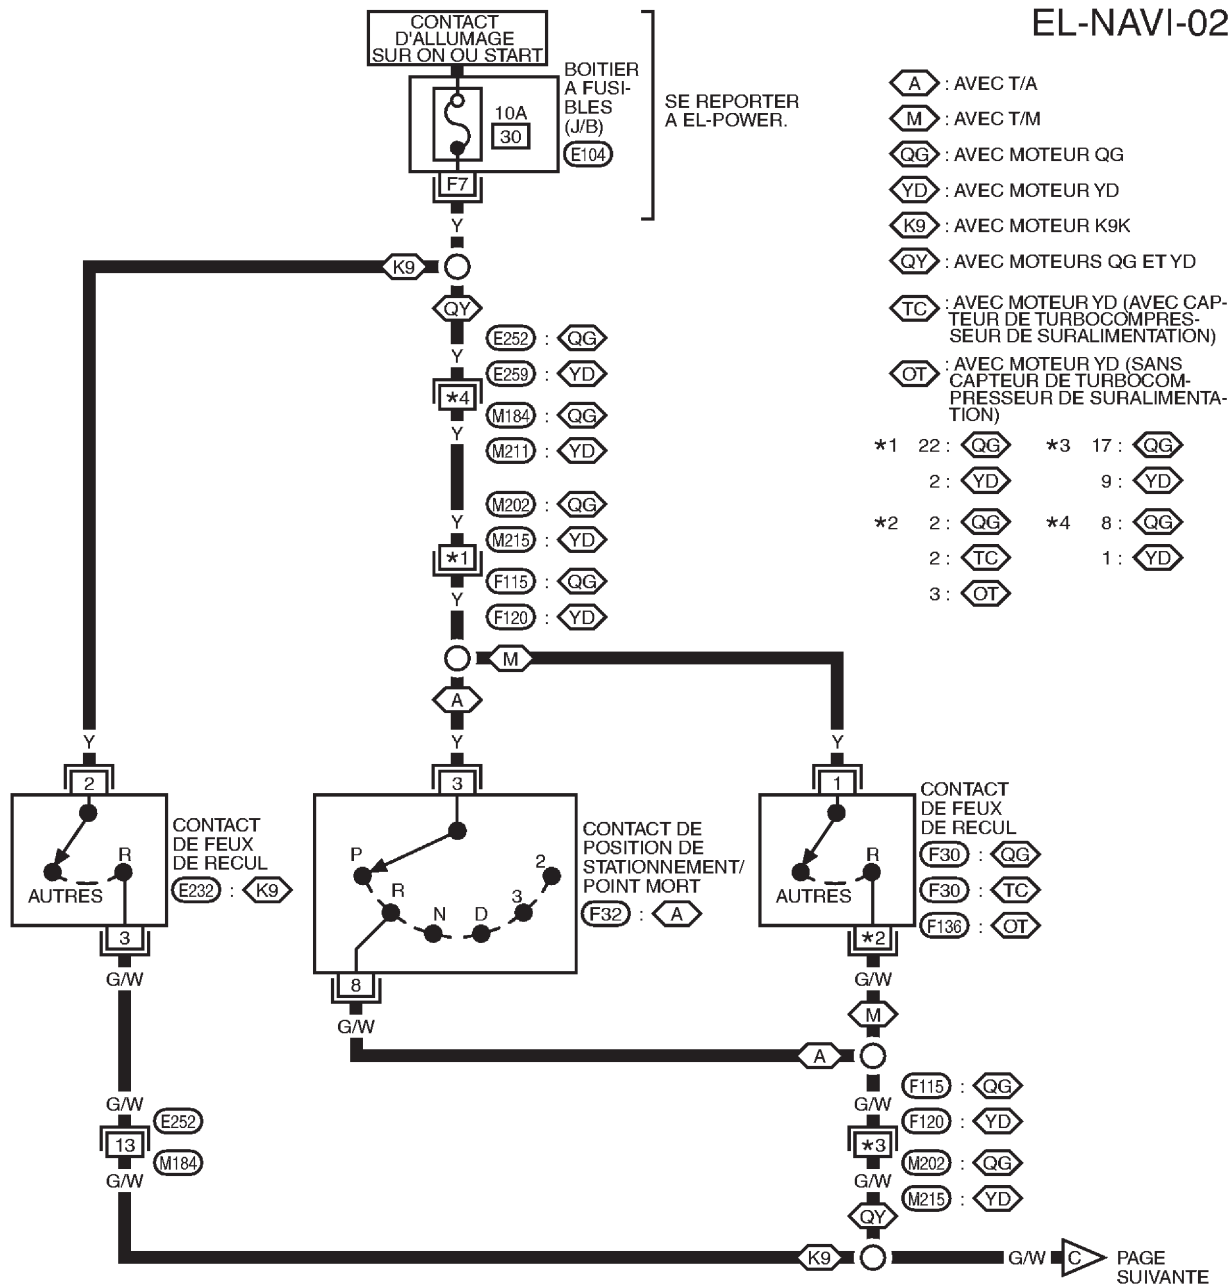 EL-NAVI-02
CONTACT
D'ALLUMAGE
SUR ON OU START
BOITIER
A FUSI-
BLES
(J/B)
E104
10A
30
F7
SE REPORTER
A EL-POWER.
A : AVEC T/A
M : AVEC T/M
QG : AVEC MOTEUR QG
YD : AVEC MOTEUR YD
K9 : AVEC MOTEUR K9K
QY : AVEC MOTEURS QG ET YD
TC : AVEC MOTEUR YD (AVEC CAP-
TEUR DE TURBOCOMPRES-
SEUR DE SURALIMENTATION)
OT : AVEC MOTEUR YD (SANS
CAPTEUR DE TURBOCOM-
PRESSEUR DE SURALIMENTA-
TION)
*1 22 : QG *3 17 : QG
2 : YD 9 : YD
*2 2 : QG *4 8 : QG
2 : TC 1 : YD
3 : OT
Y
K9
QY
Y
E252 : QG
E259 : YD
*4
M184 : QG
Y
M211 : YD
M202 : QG
Y
M215 : YD
*1
F115 : QG
Y
F120 : YD
M
A
Y
Y
Y
2
3
1
CONTACT
DE FEUX
DE RECUL
E232 : K9
R
AUTRES
3
CONTACT DE
POSITION DE
STATIONNEMENT/
POINT MORT
F32 : A
P
R
N
D
3
2
8
CONTACT
DE FEUX
DE RECUL
F30 : QG
F30 : TC
F136 : OT
R
AUTRES
*2
G/W
G/W
G/W
M
A
G/W
E252
13
M184
G/W
F115 : QG
G/W
F120 : YD
*3
M202 : QG
G/W
M215 : YD
QY
K9
G/W
C
PAGE
SUIVANTE